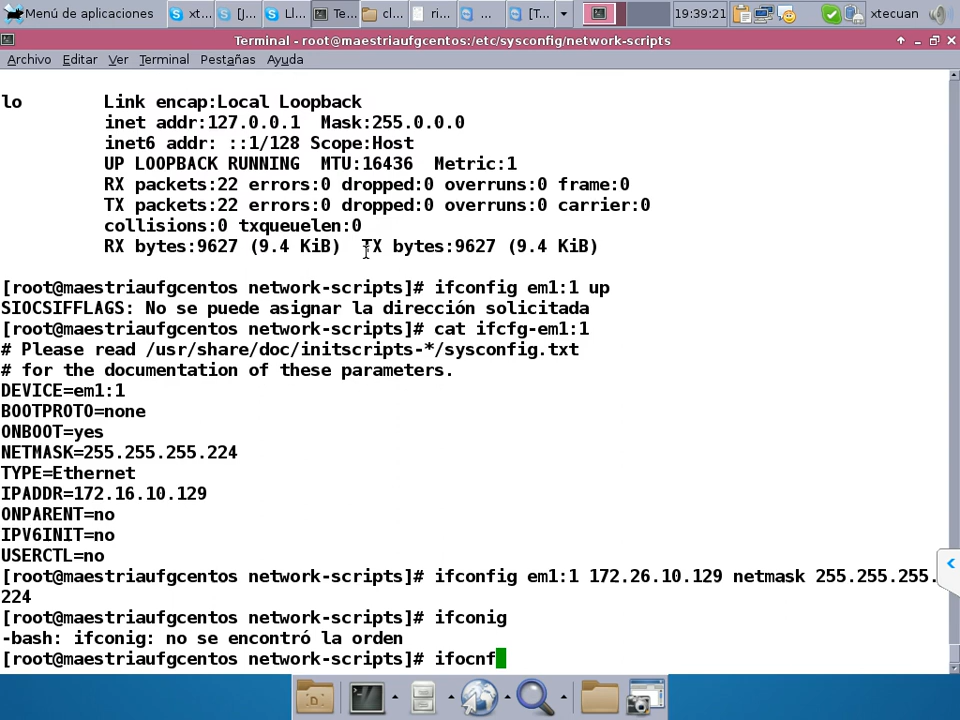 Menú de aplicaciones
xt...
[J...
Ll...
Te...
cl...
ri...
...
[T...
19:39:21
xtecuan
Terminal - root@maestriaufgcentos:/etc/sysconfig/network-scripts
Archivo Editar Ver Terminal Pestañas Ayuda
lo Link encap:Local Loopback
inet addr:127.0.0.1 Mask:255.0.0.0
inet6 addr: ::1/128 Scope:Host
UP LOOPBACK RUNNING MTU:16436 Metric:1
RX packets:22 errors:0 dropped:0 overruns:0 frame:0
TX packets:22 errors:0 dropped:0 overruns:0 carrier:0
collisions:0 txqueuelen:0
RX bytes:9627 (9.4 KiB) TX bytes:9627 (9.4 KiB)
[root@maestriaufgcentos network-scripts]# ifconfig em1:1 up
SIOCSIFFLAGS: No se puede asignar la dirección solicitada
[root@maestriaufgcentos network-scripts]# cat ifcfg-em1:1
# Please read /usr/share/doc/initscripts-*/sysconfig.txt
# for the documentation of these parameters.
DEVICE=em1:1
BOOTPROTO=none
ONBOOT=yes
NETMASK=255.255.255.224
TYPE=Ethernet
IPADDR=172.16.10.129
ONPARENT=no
IPV6INIT=no
USERCTL=no
[root@maestriaufgcentos network-scripts]# ifconfig em1:1 172.26.10.129 netmask 255.255.255.
224
[root@maestriaufgcentos network-scripts]# ifconig
-bash: ifconig: no se encontró la orden
[root@maestriaufgcentos network-scripts]# ifocnf